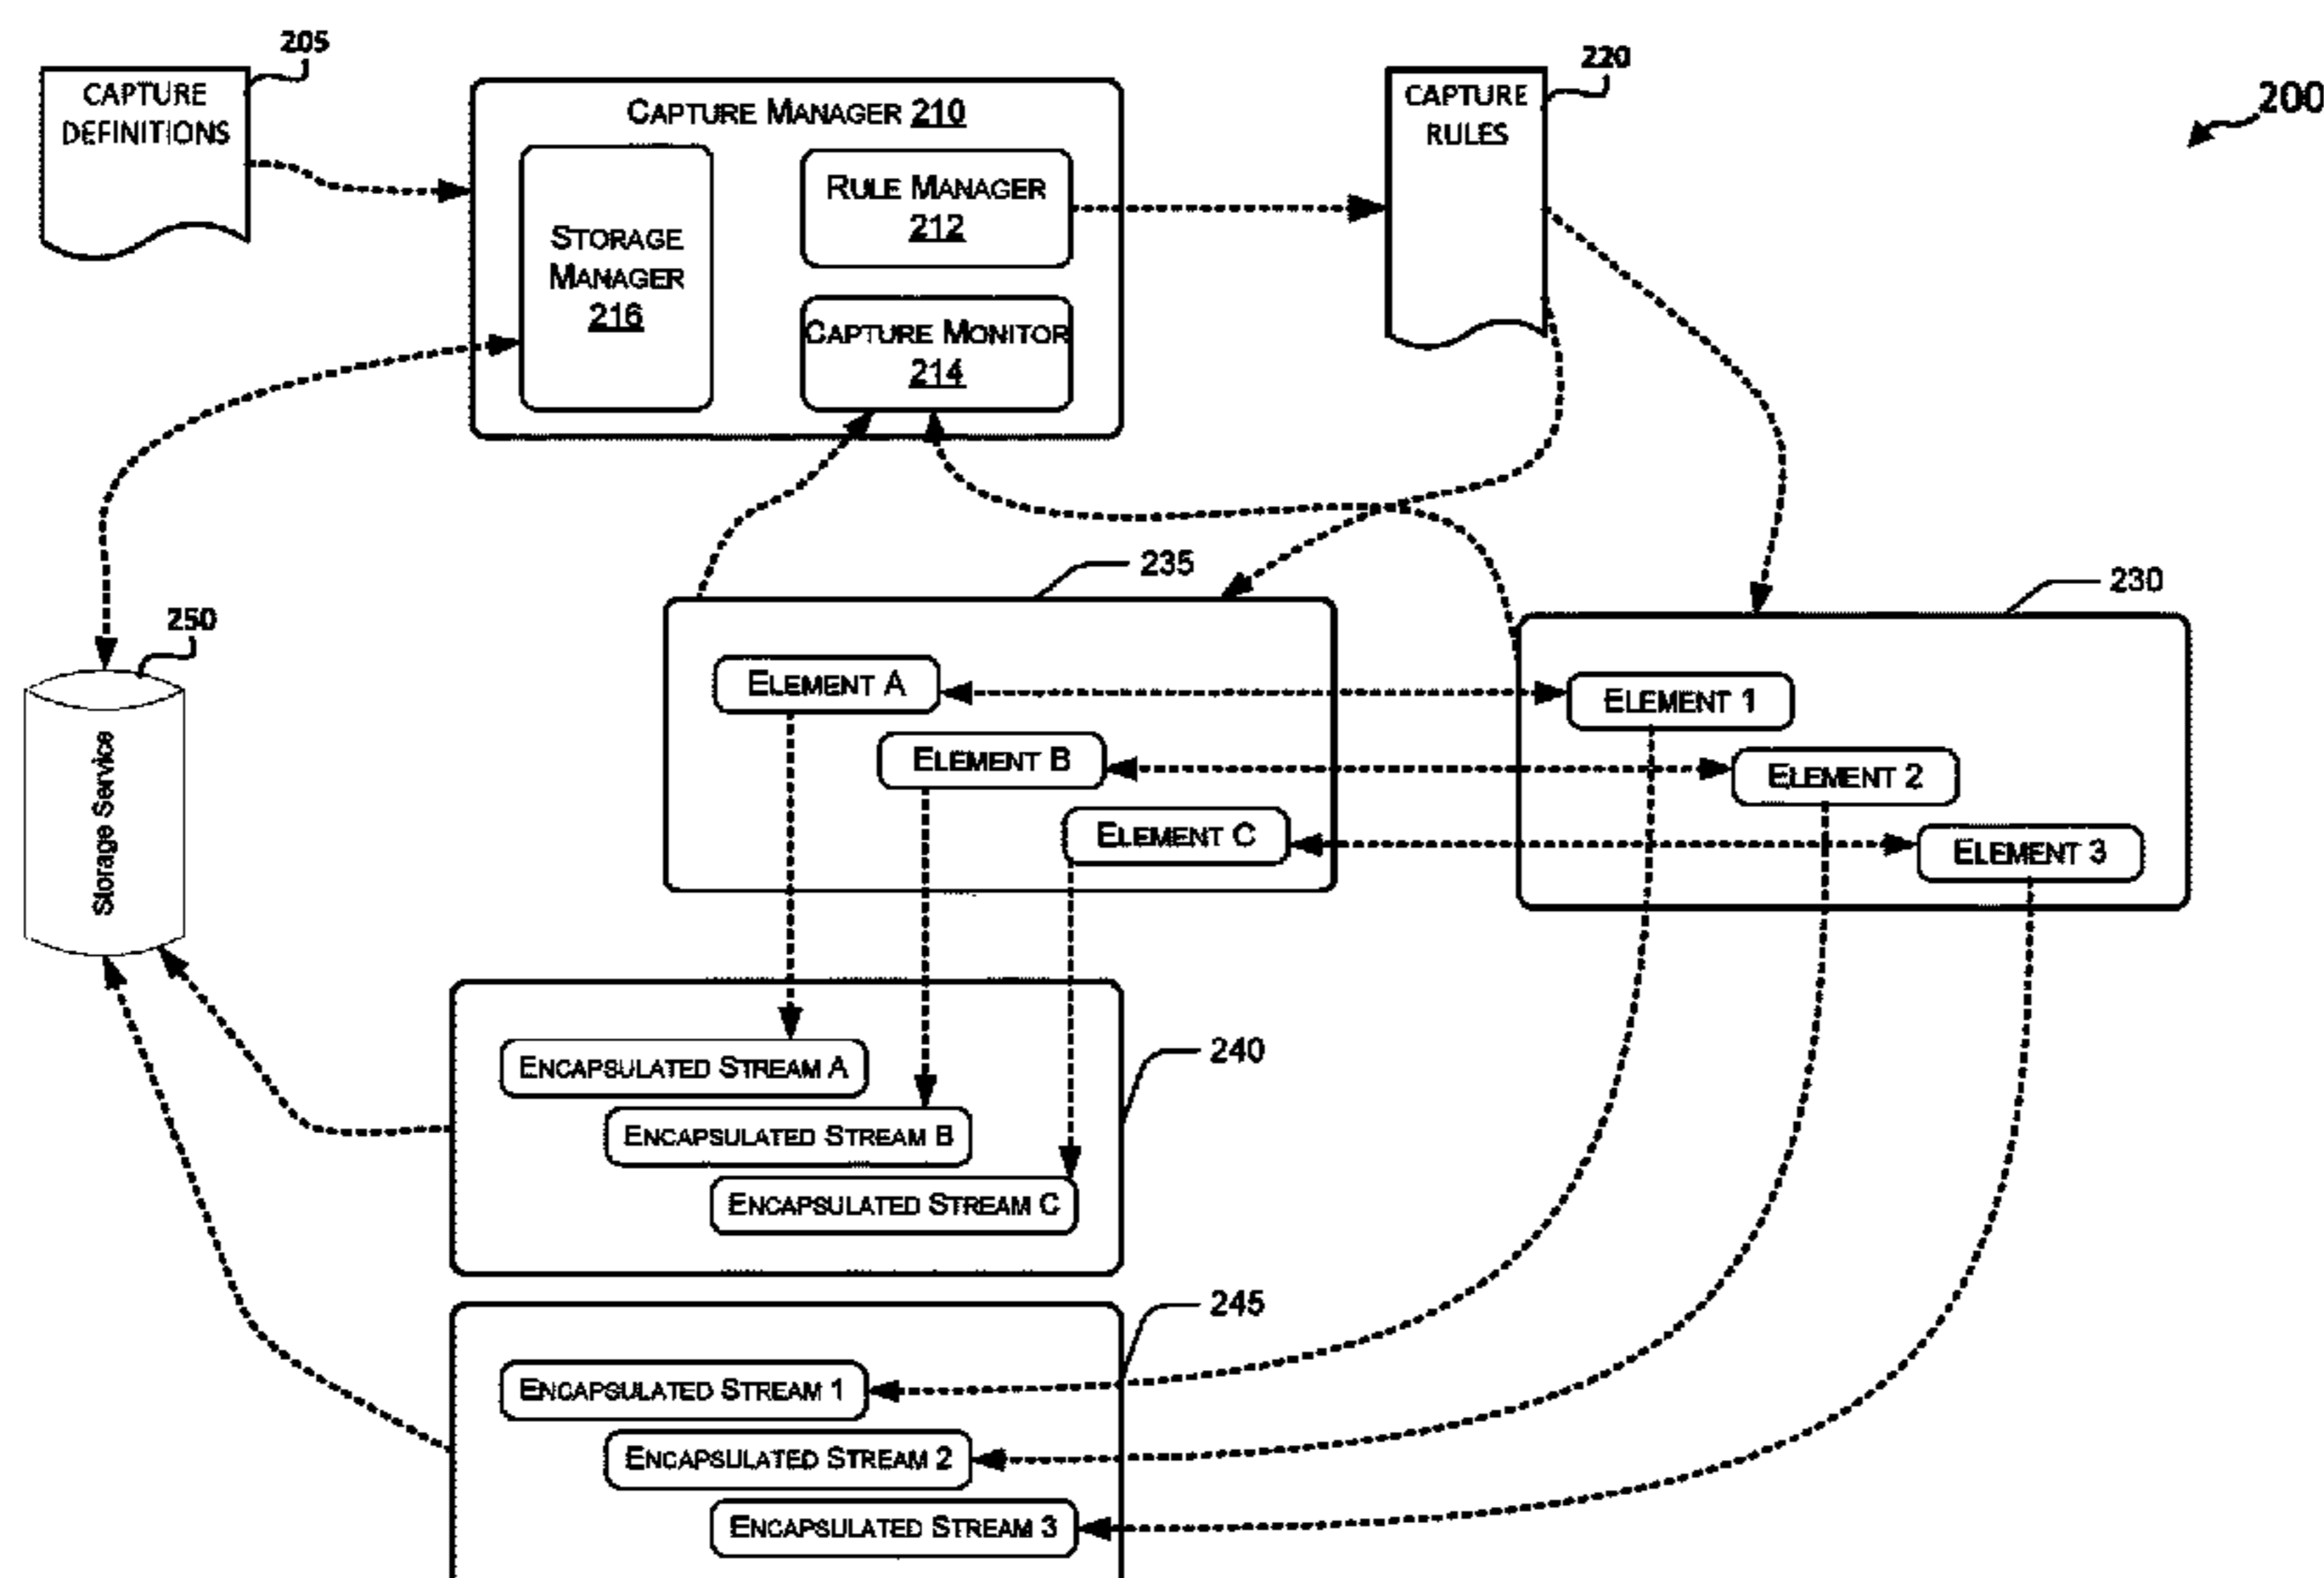 205
CAPTURE
DEFINITIONS
CAPTURE MANAGER 210
STORAGE
MANAGER
216
RULE MANAGER
212
CAPTURE MONITOR
214
220
CAPTURE
RULES
200
235
230
250
Storage Service
ELEMENT A
ELEMENT B
ELEMENT C
ELEMENT 1
ELEMENT 2
ELEMENT 3
240
ENCAPSULATED STREAM A
ENCAPSULATED STREAM B
ENCAPSULATED STREAM C
245
ENCAPSULATED STREAM 1
ENCAPSULATED STREAM 2
ENCAPSULATED STREAM 3